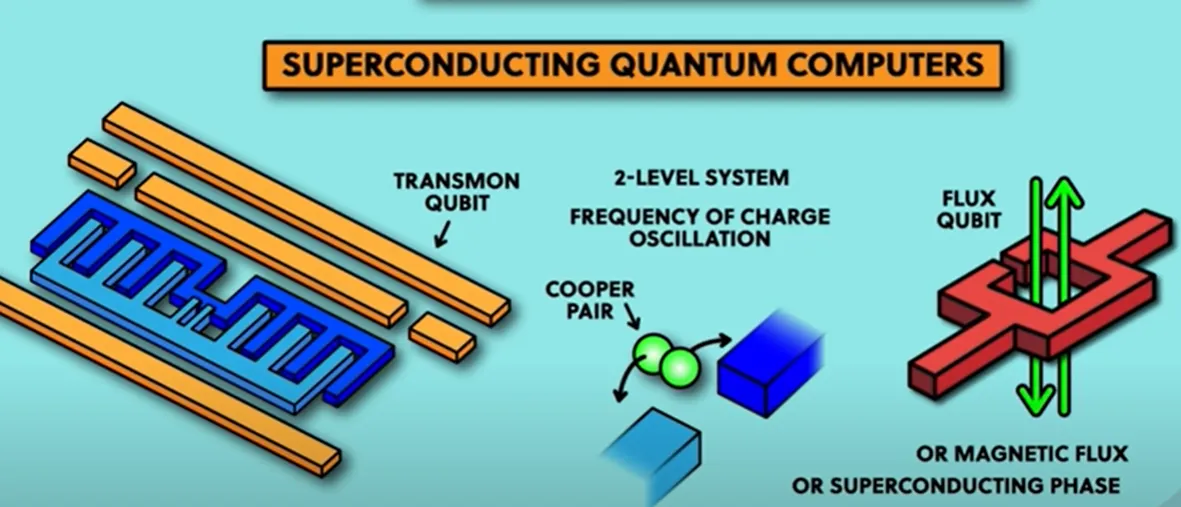 SUPERCONDUCTING QUANTUM COMPUTERS
TRANSMON
QUBIT
2-LEVEL SYSTEM
FREQUENCY OF CHARGE
OSCILLATION
COOPER
PAIR
FLUX
QUBIT
OR MAGNETIC FLUX
OR SUPERCONDUCTING PHASE